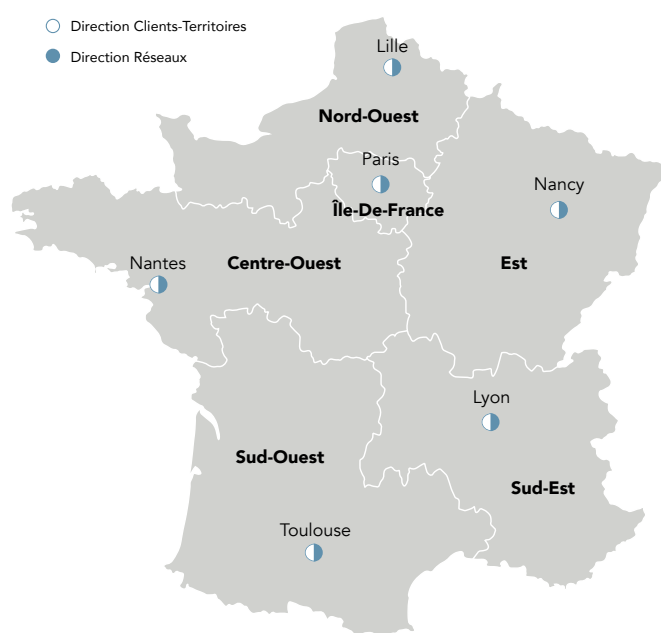 Direction Clients-Territoires
Direction Réseaux
Lille
Nord-Ouest
Paris
Île-De-France
Nancy
Nantes
Centre-Ouest
Est
Lyon
Sud-Ouest
Sud-Est
Toulouse